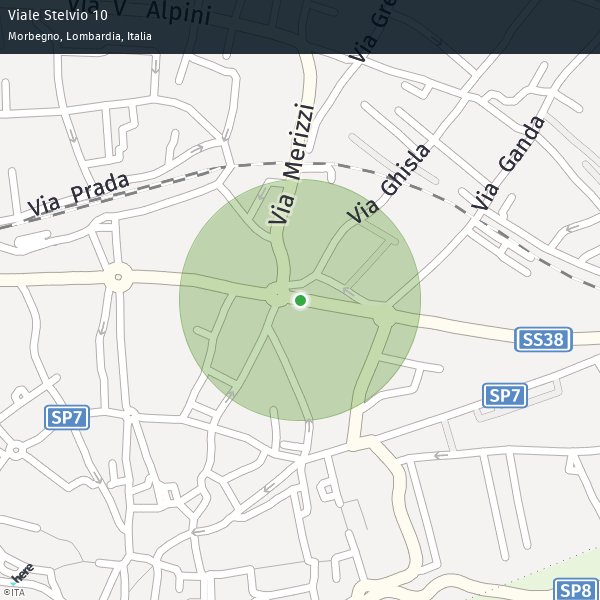 Viale Stelvio 10
Morbegno, Lombardia, Italia
Via V Alpini
Via Gre
Via Merizzi
Via Ghisla
Via Ganda
Via Prada
SS38
SP7
SP7
here
©ITA
SP8